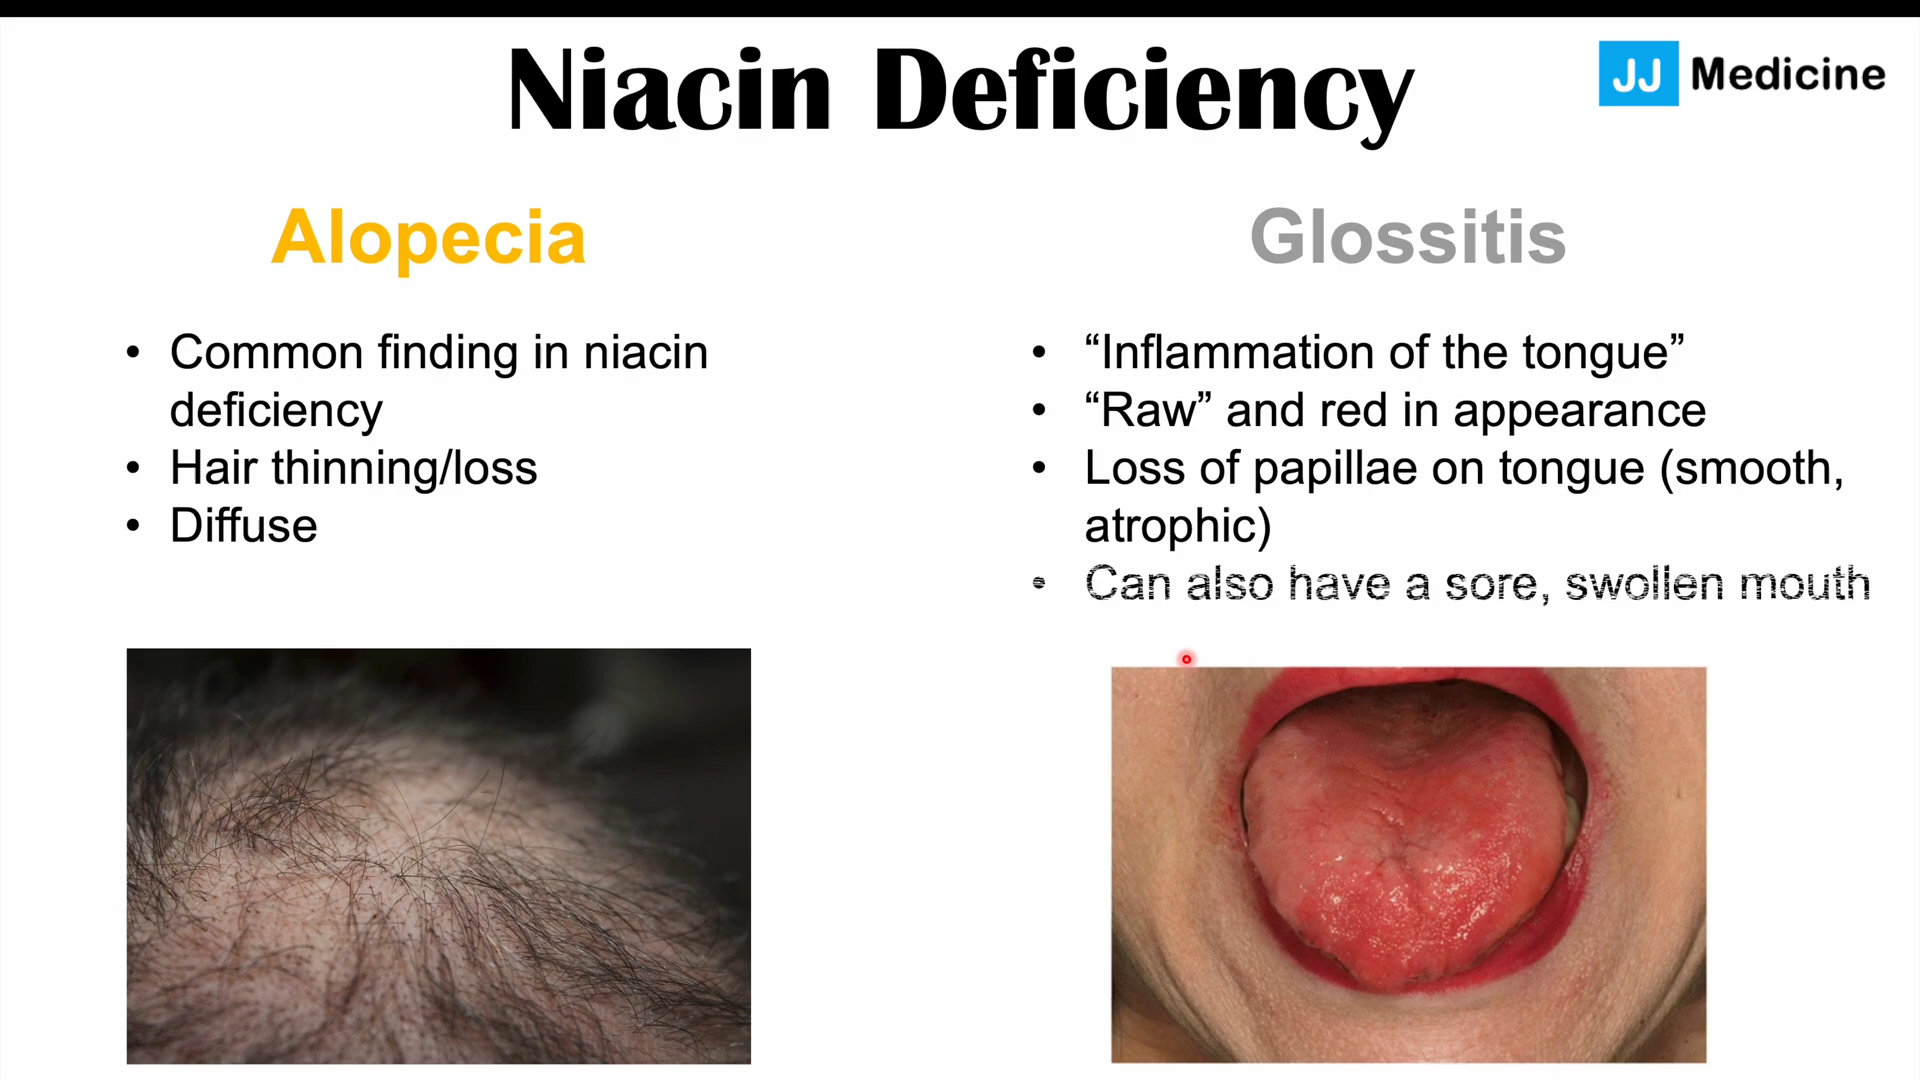 Niacin Deficiency
JJ Medicine
Alopecia
• Common finding in niacin
deficiency
• Hair thinning/loss
• Diffuse
Glossitis
• “Inflammation of the tongue”
• “Raw” and red in appearance
• Loss of papillae on tongue (smooth,
atrophic)
• Can also have a sore, swollen mouth